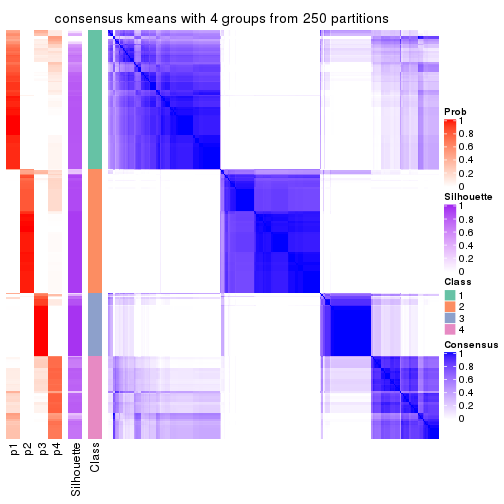 consensus kmeans with 4 groups from 250 partitions
Prob
1
0.8
0.6
0.4
0.2
0
Silhouette
1
0.8
0.6
0.4
0.2
0
Class
1
2
3
4
Consensus
1
0.8
0.6
0.4
0.2
0
p1
p2
p3
p4
Silhouette
Class